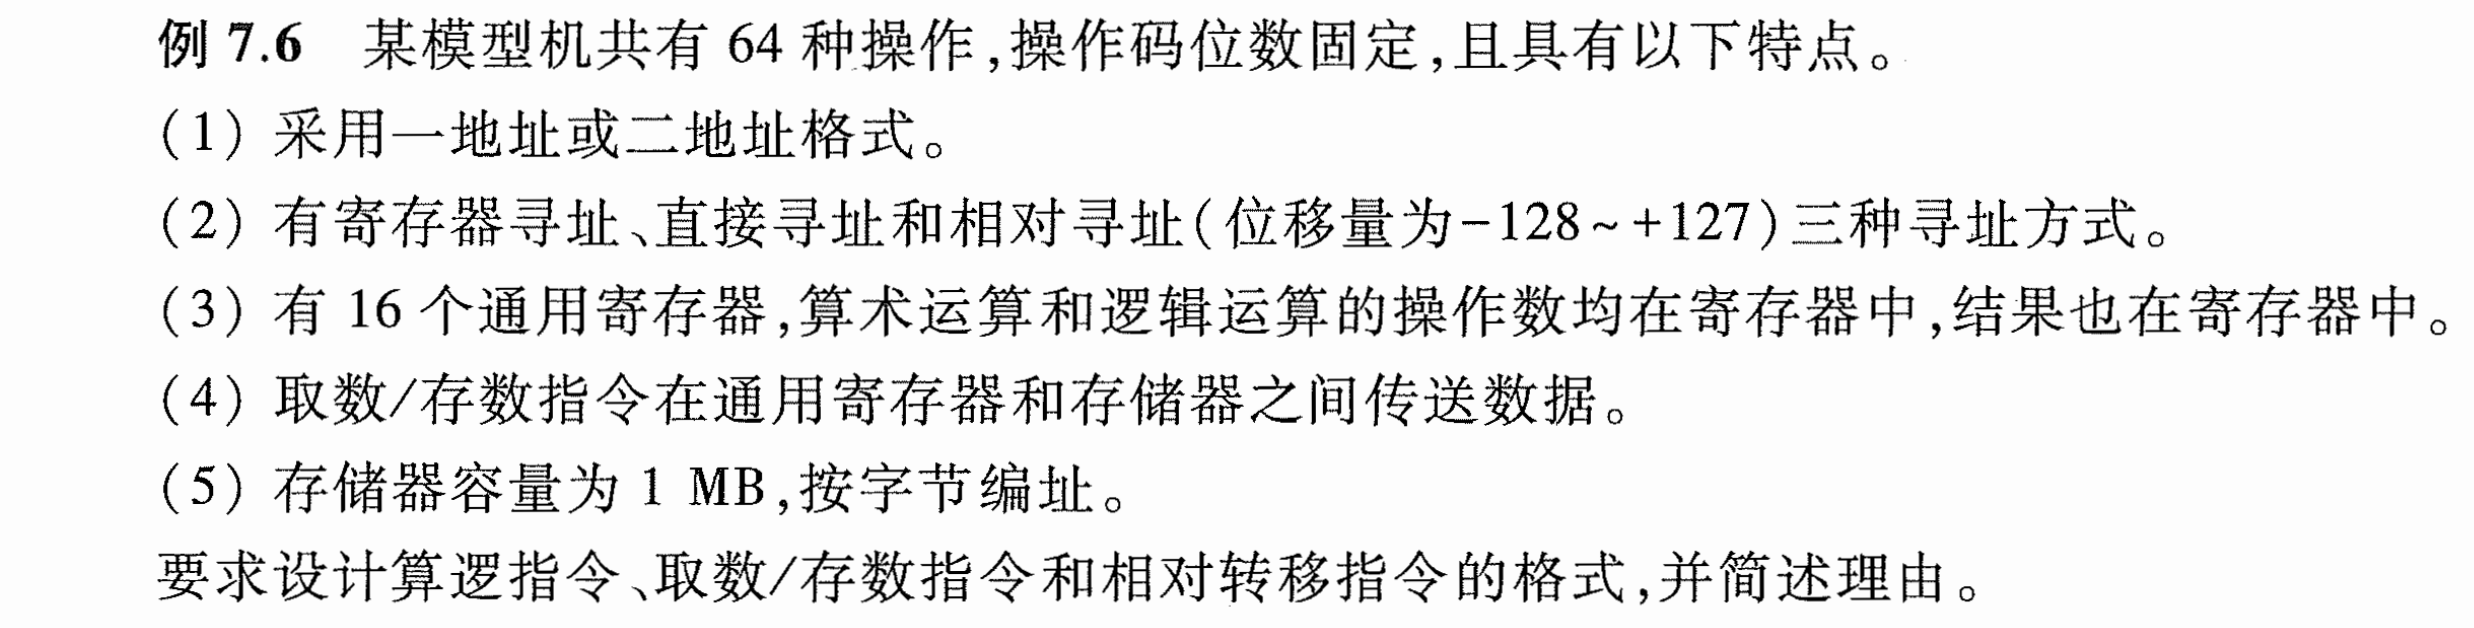 例 7.6 某模型机共有 64 种操作,操作码位数固定,且具有以下特点。
(1) 采用一地址或二地址格式。
(2) 有寄存器寻址、直接寻址和相对寻址(位移量为-128~+127)三种寻址方式。
(3) 有 16 个通用寄存器,算术运算和逻辑运算的操作数均在寄存器中,结果也在寄存器中。
(4) 取数/存数指令在通用寄存器和存储器之间传送数据。
(5) 存储器容量为 1 MB,按字节编址。
要求设计算逻指令、取数/存数指令和相对转移指令的格式,并简述理由。